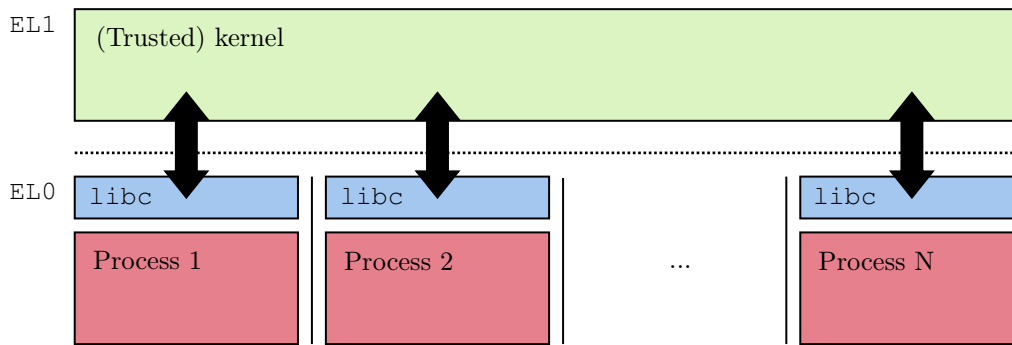 EL1
(Trusted) kernel
EL0
libc
libc
libc
Process 1
Process 2
...
Process N